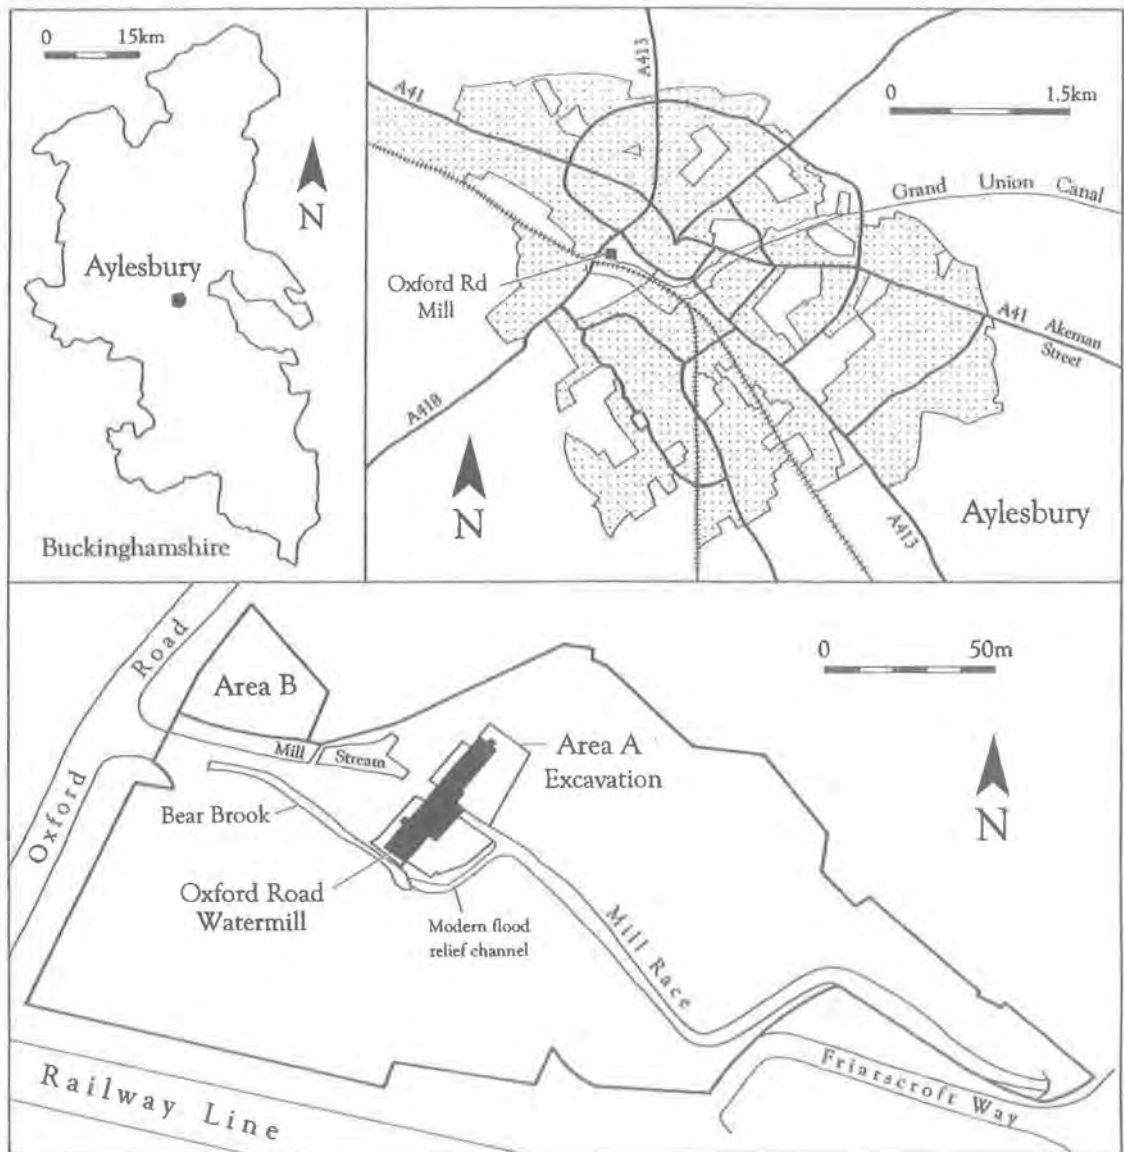 0 15km
N
Aylesbury
Buckinghamshire
A41
A413
0 1.5km
Grand Union Canal
Oxford Rd
Mill
A41 Akeman
Street
A418
N
A413
Aylesbury
Oxford Road
Area B
Mill Stream
0 50m
Area A
Excavation
N
Bear Brook
Oxford Road
Watermill
Modern flood
relief channel
Mill Race
Friarscroft Way
Railway Line